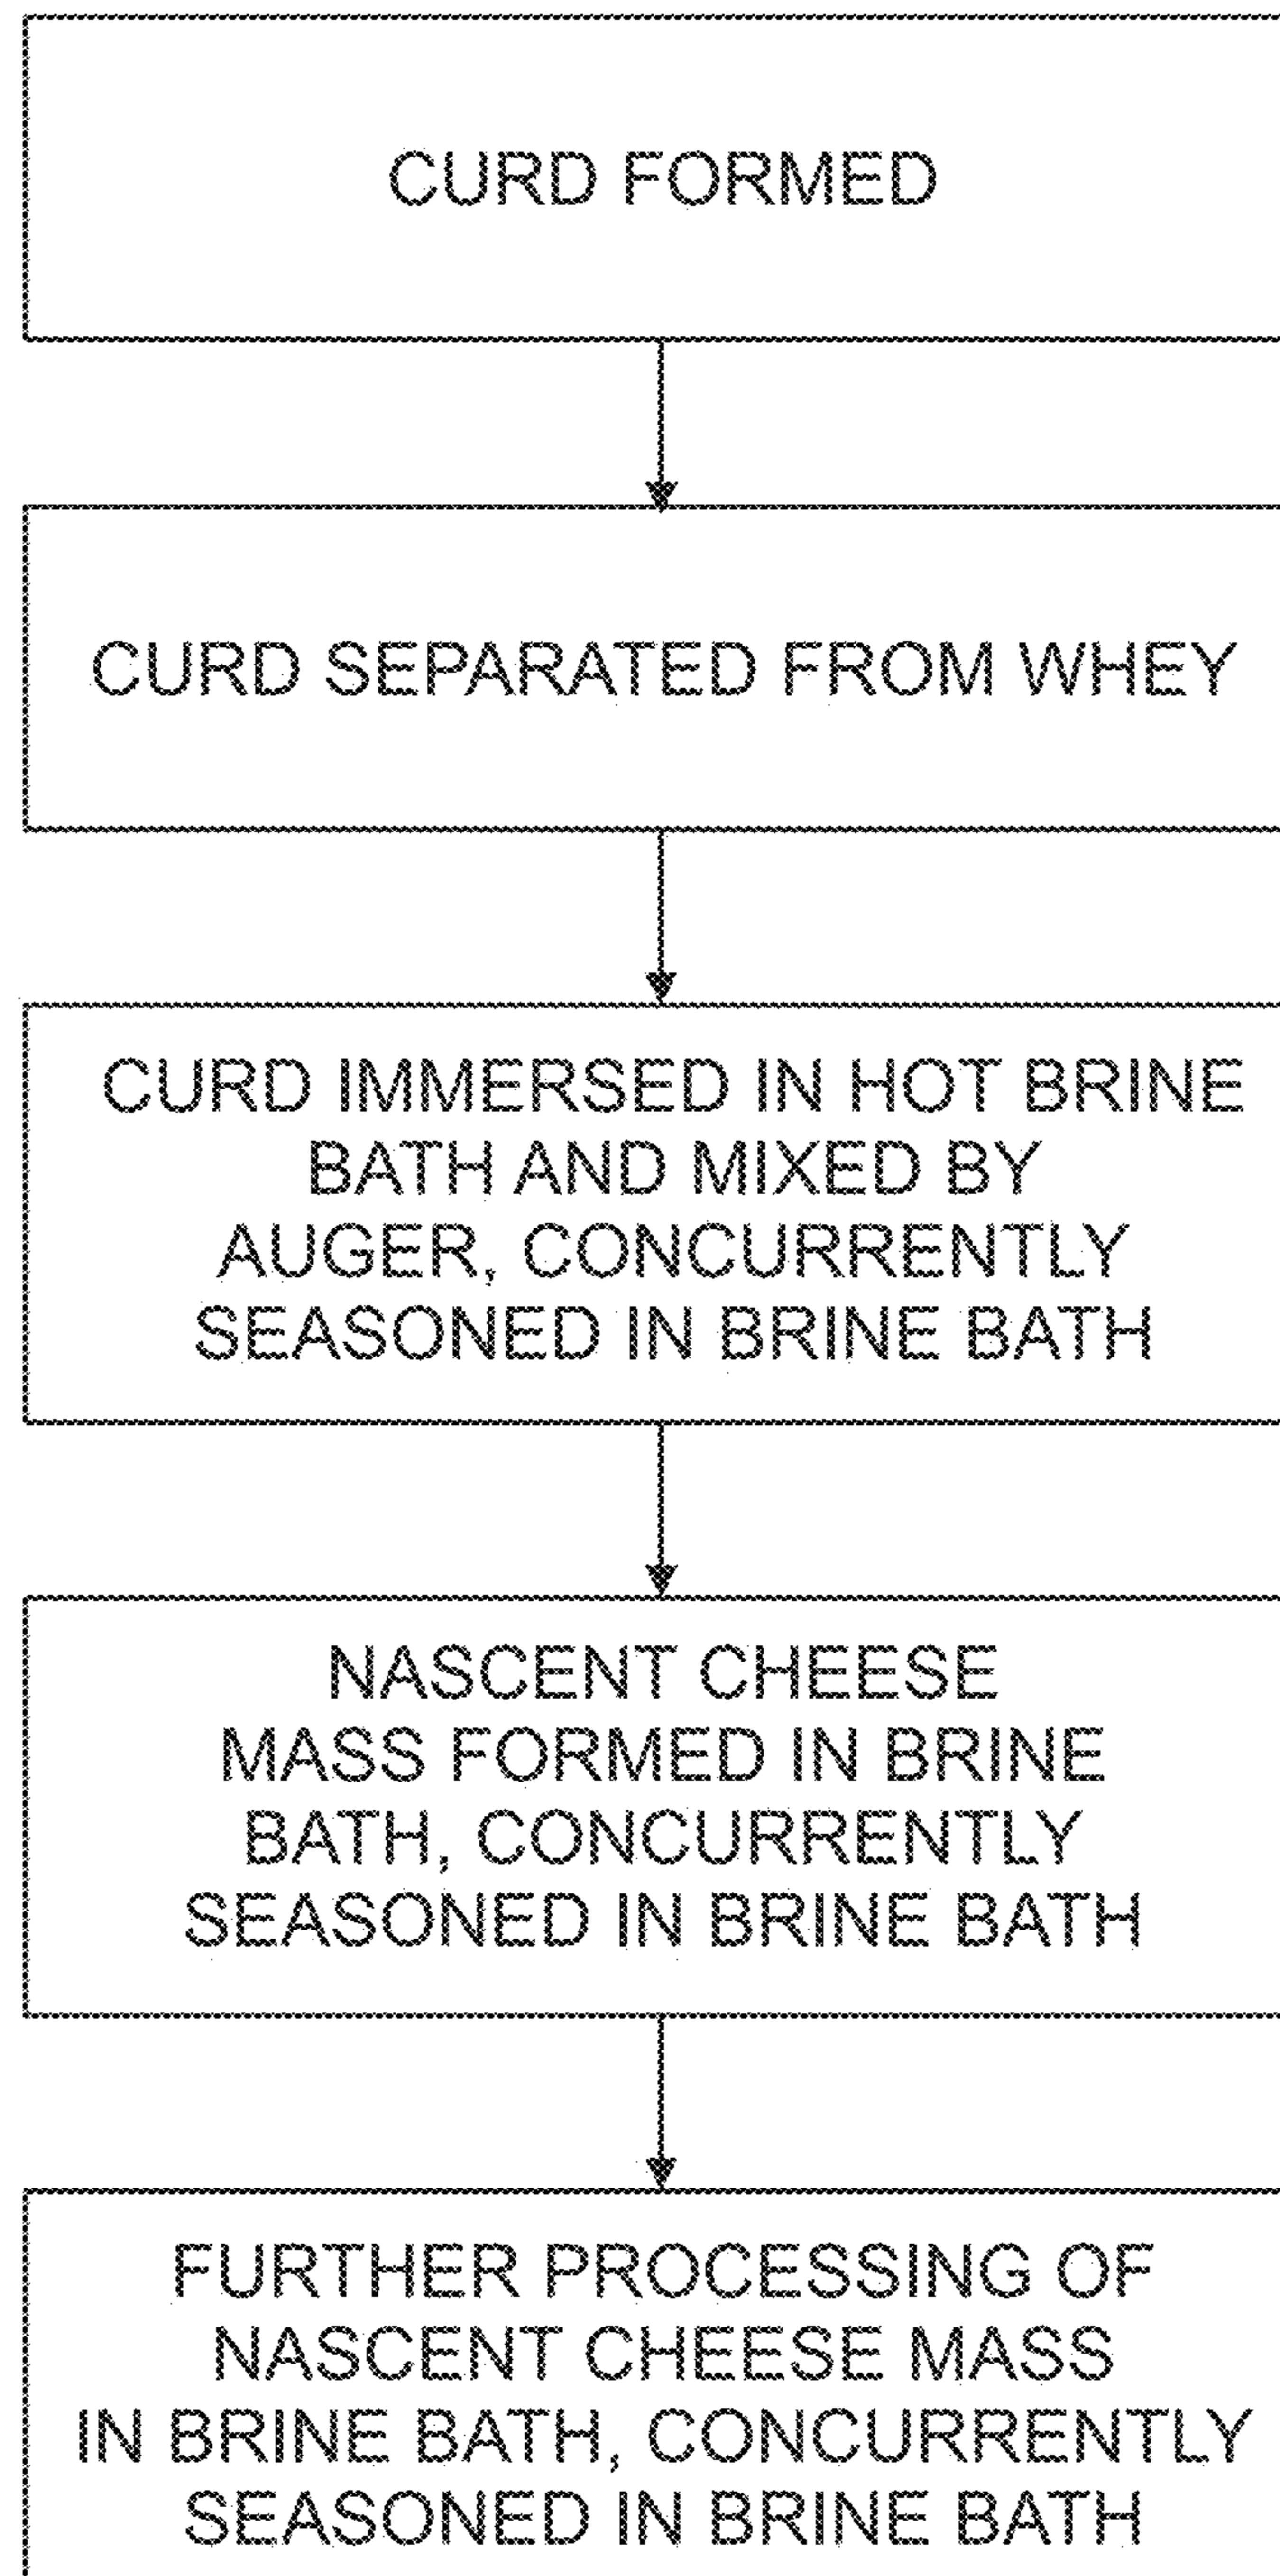 CURD FORMED
CURD SEPARATED FROM WHEY
CURD IMMERSED IN HOT BRINE
BATH AND MIXED BY
AUGER, CONCURRENTLY
SEASONED IN BRINE BATH
NASCENT CHEESE
MASS FORMED IN BRINE
BATH, CONCURRENTLY
SEASONED IN BRINE BATH
FURTHER PROCESSING OF
NASCENT CHEESE MASS
IN BRINE BATH, CONCURRENTLY
SEASONED IN BRINE BATH